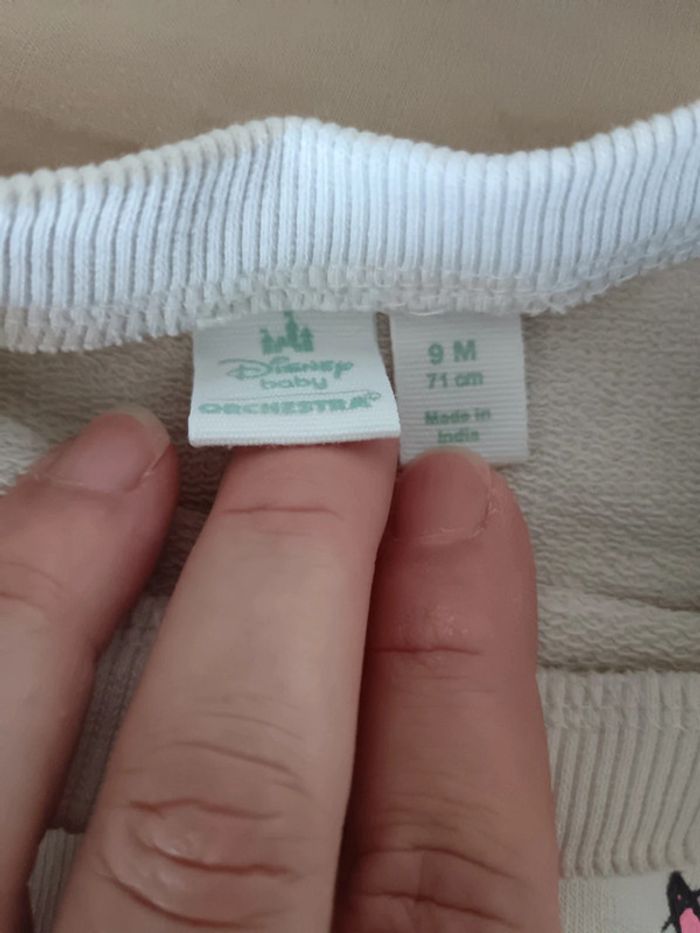 Disney
baby
ORCHESTRA
9 M
71 cm
Made in
India